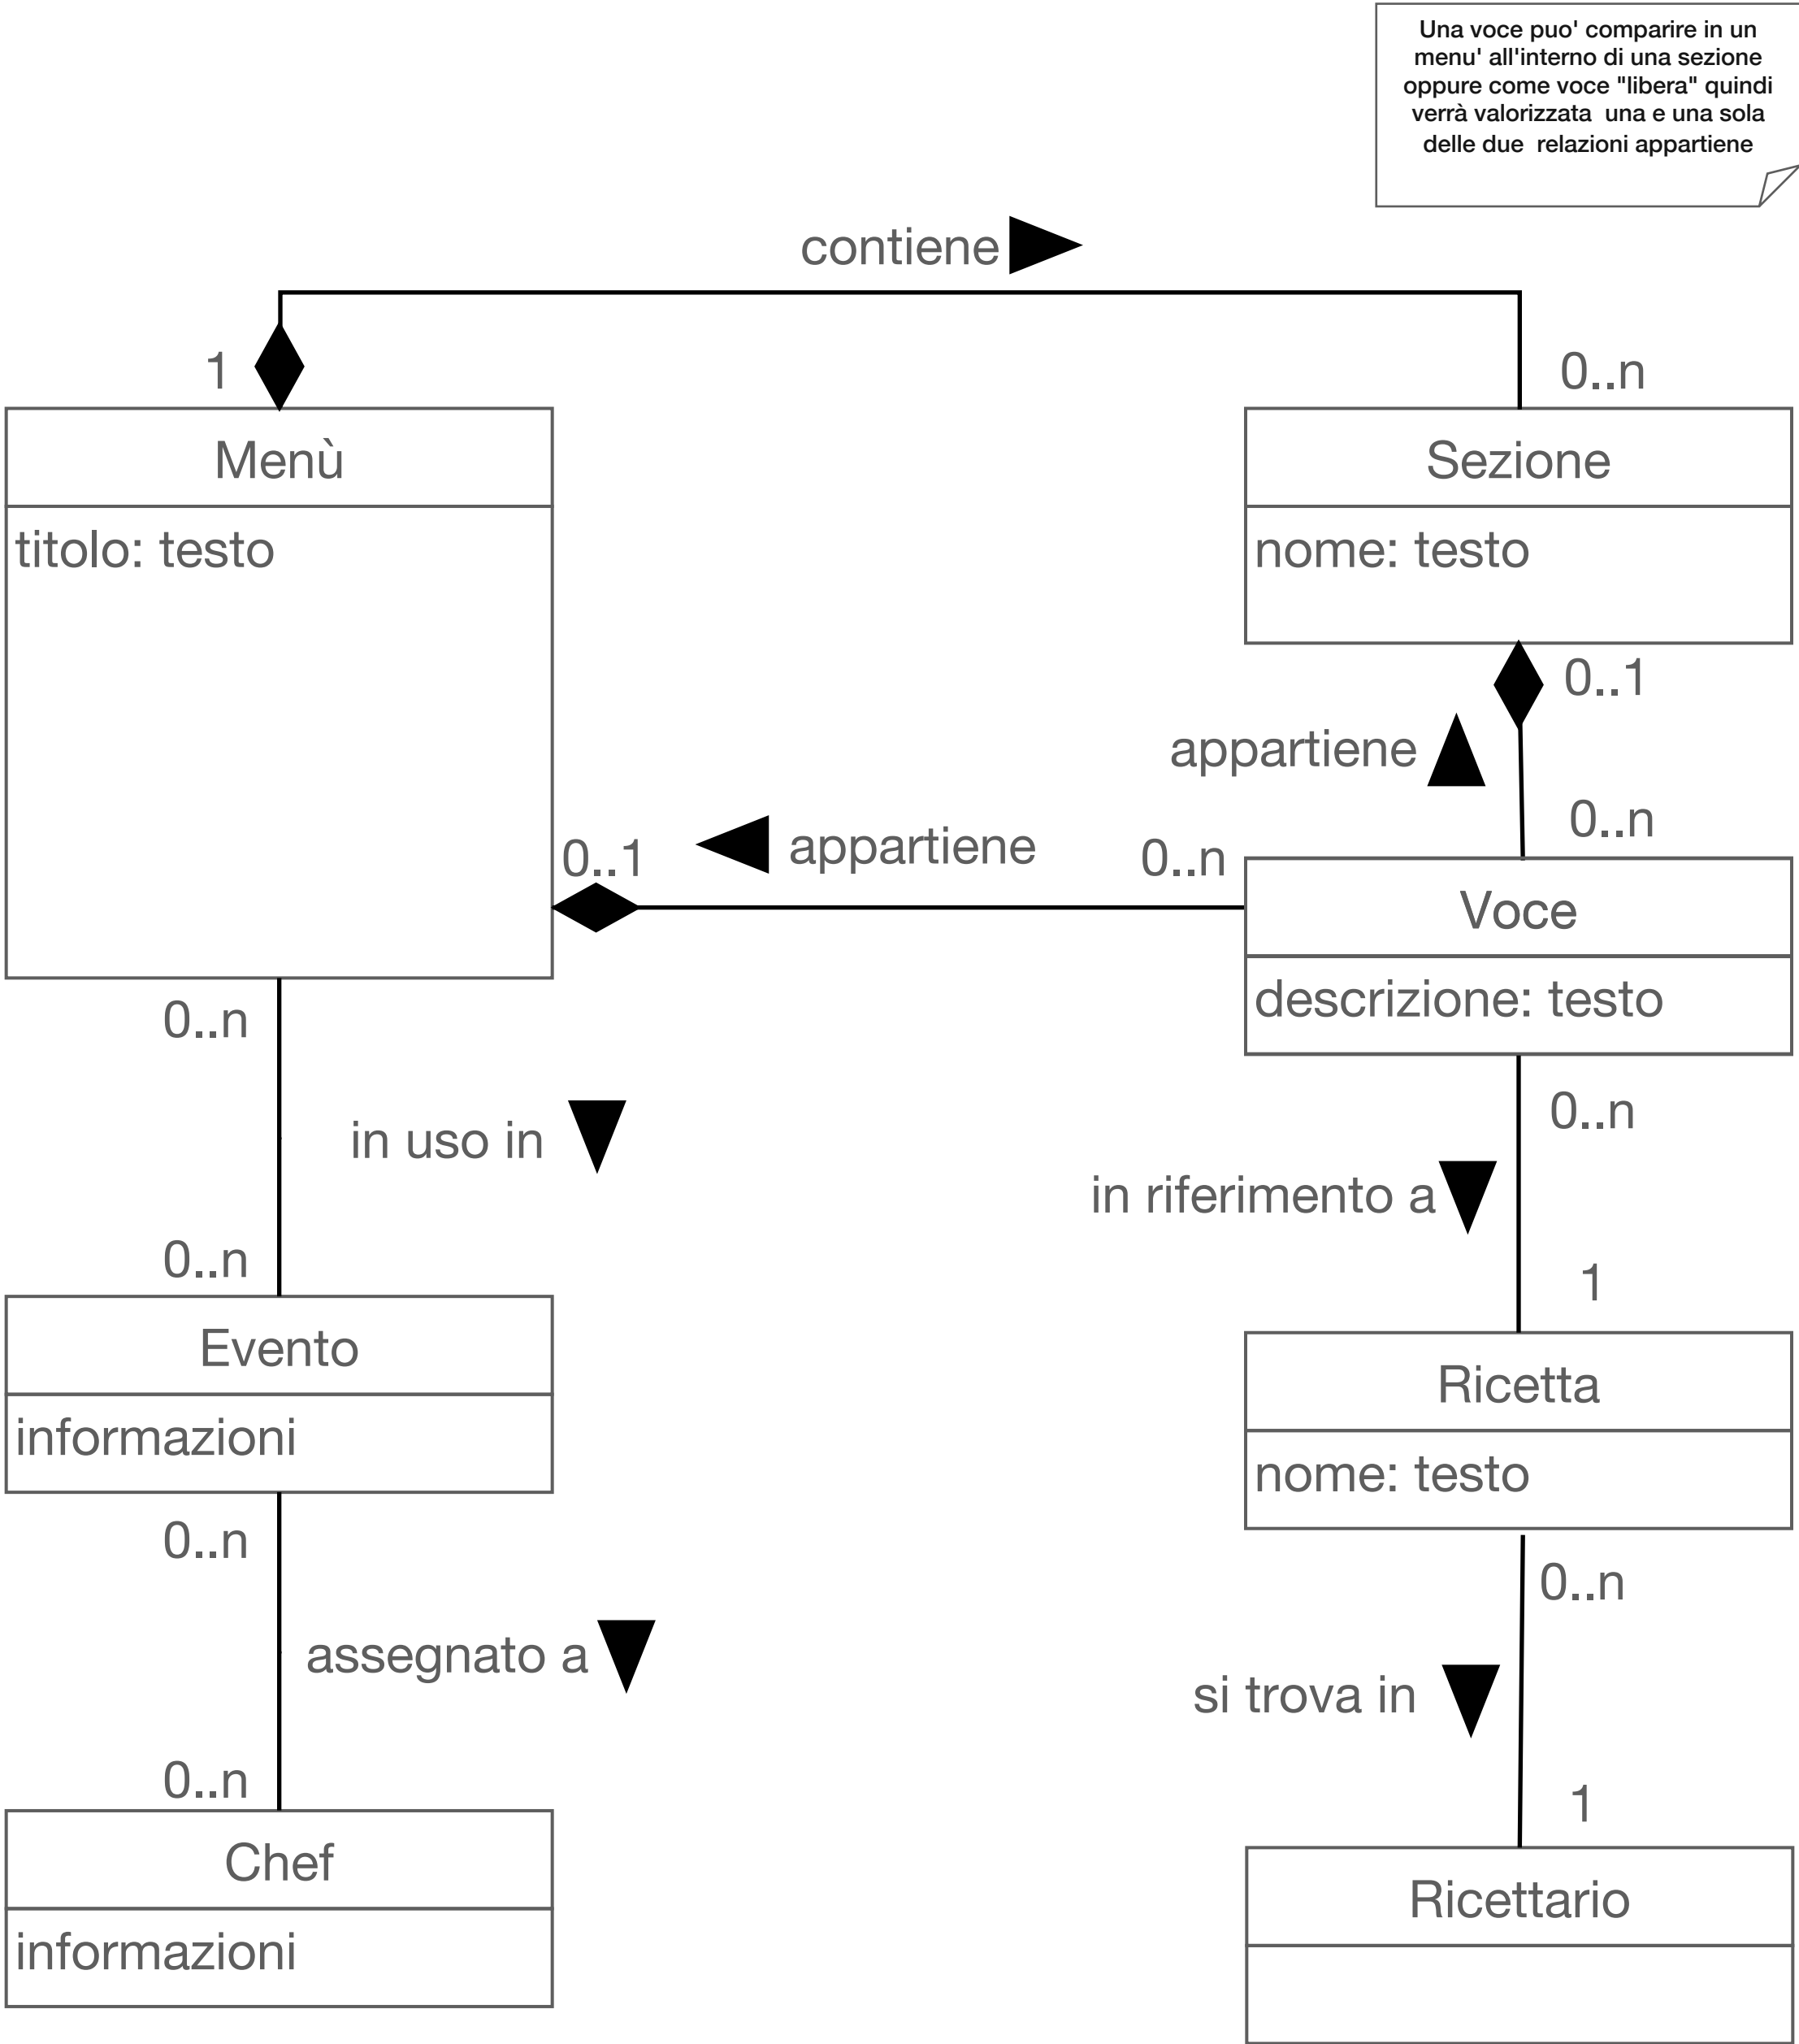 Una voce puo' comparire in un
menu' all'interno di una sezione
oppure come voce "libera" quindi
verrà valorizzata  una e una sola
delle due  relazioni appartiene
contiene
1
0..n
Menù
titolo: testo
Sezione
nome: testo
0..1
appartiene
0..n
0..1
appartiene
0..n
Voce
descrizione: testo
0..n
in uso in
0..n
0..n
in riferimento a
1
Evento
informazioni
Ricetta
nome: testo
0..n
assegnato a
0..n
0..n
si trova in
1
Chef
informazioni
Ricettario